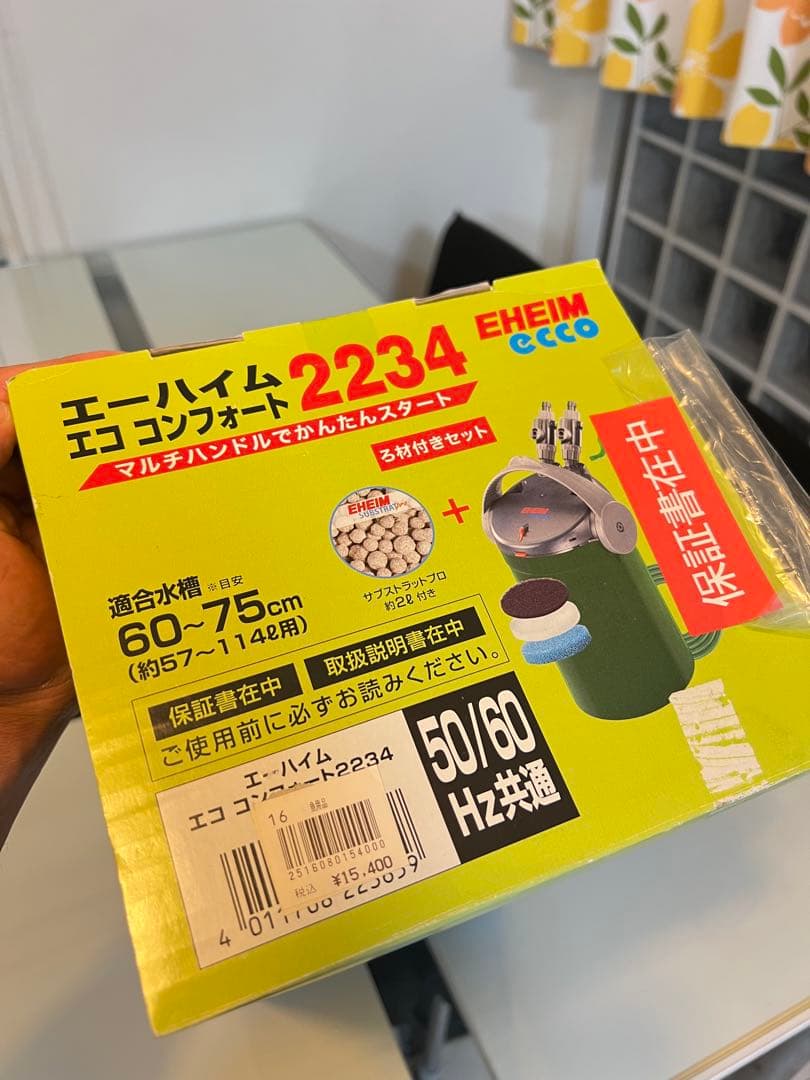 エーハイム
エココンフォート 2234
EHEIM
ecco
マルチハンドルでかんたんスタート
ろ材付きセット
EHEIM
SUBSTRAT pro
+
サブストラットプロ
約2ℓ付き
保証書在中
適合水槽 ※目安
60~75cm
(約57~114ℓ用)
保証書在中
取扱説明書在中
ご使用前に必ずお読みください。
50/60
Hz共通
エーハイム
エココンフォート2234
16
2516080154000
税込 ¥15,400